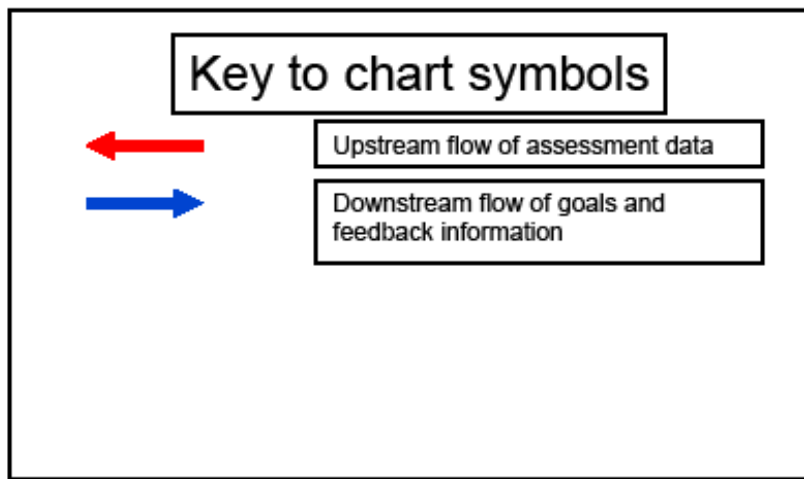 Key to chart symbols
Upstream flow of assessment data
Downstream flow of goals and
feedback information